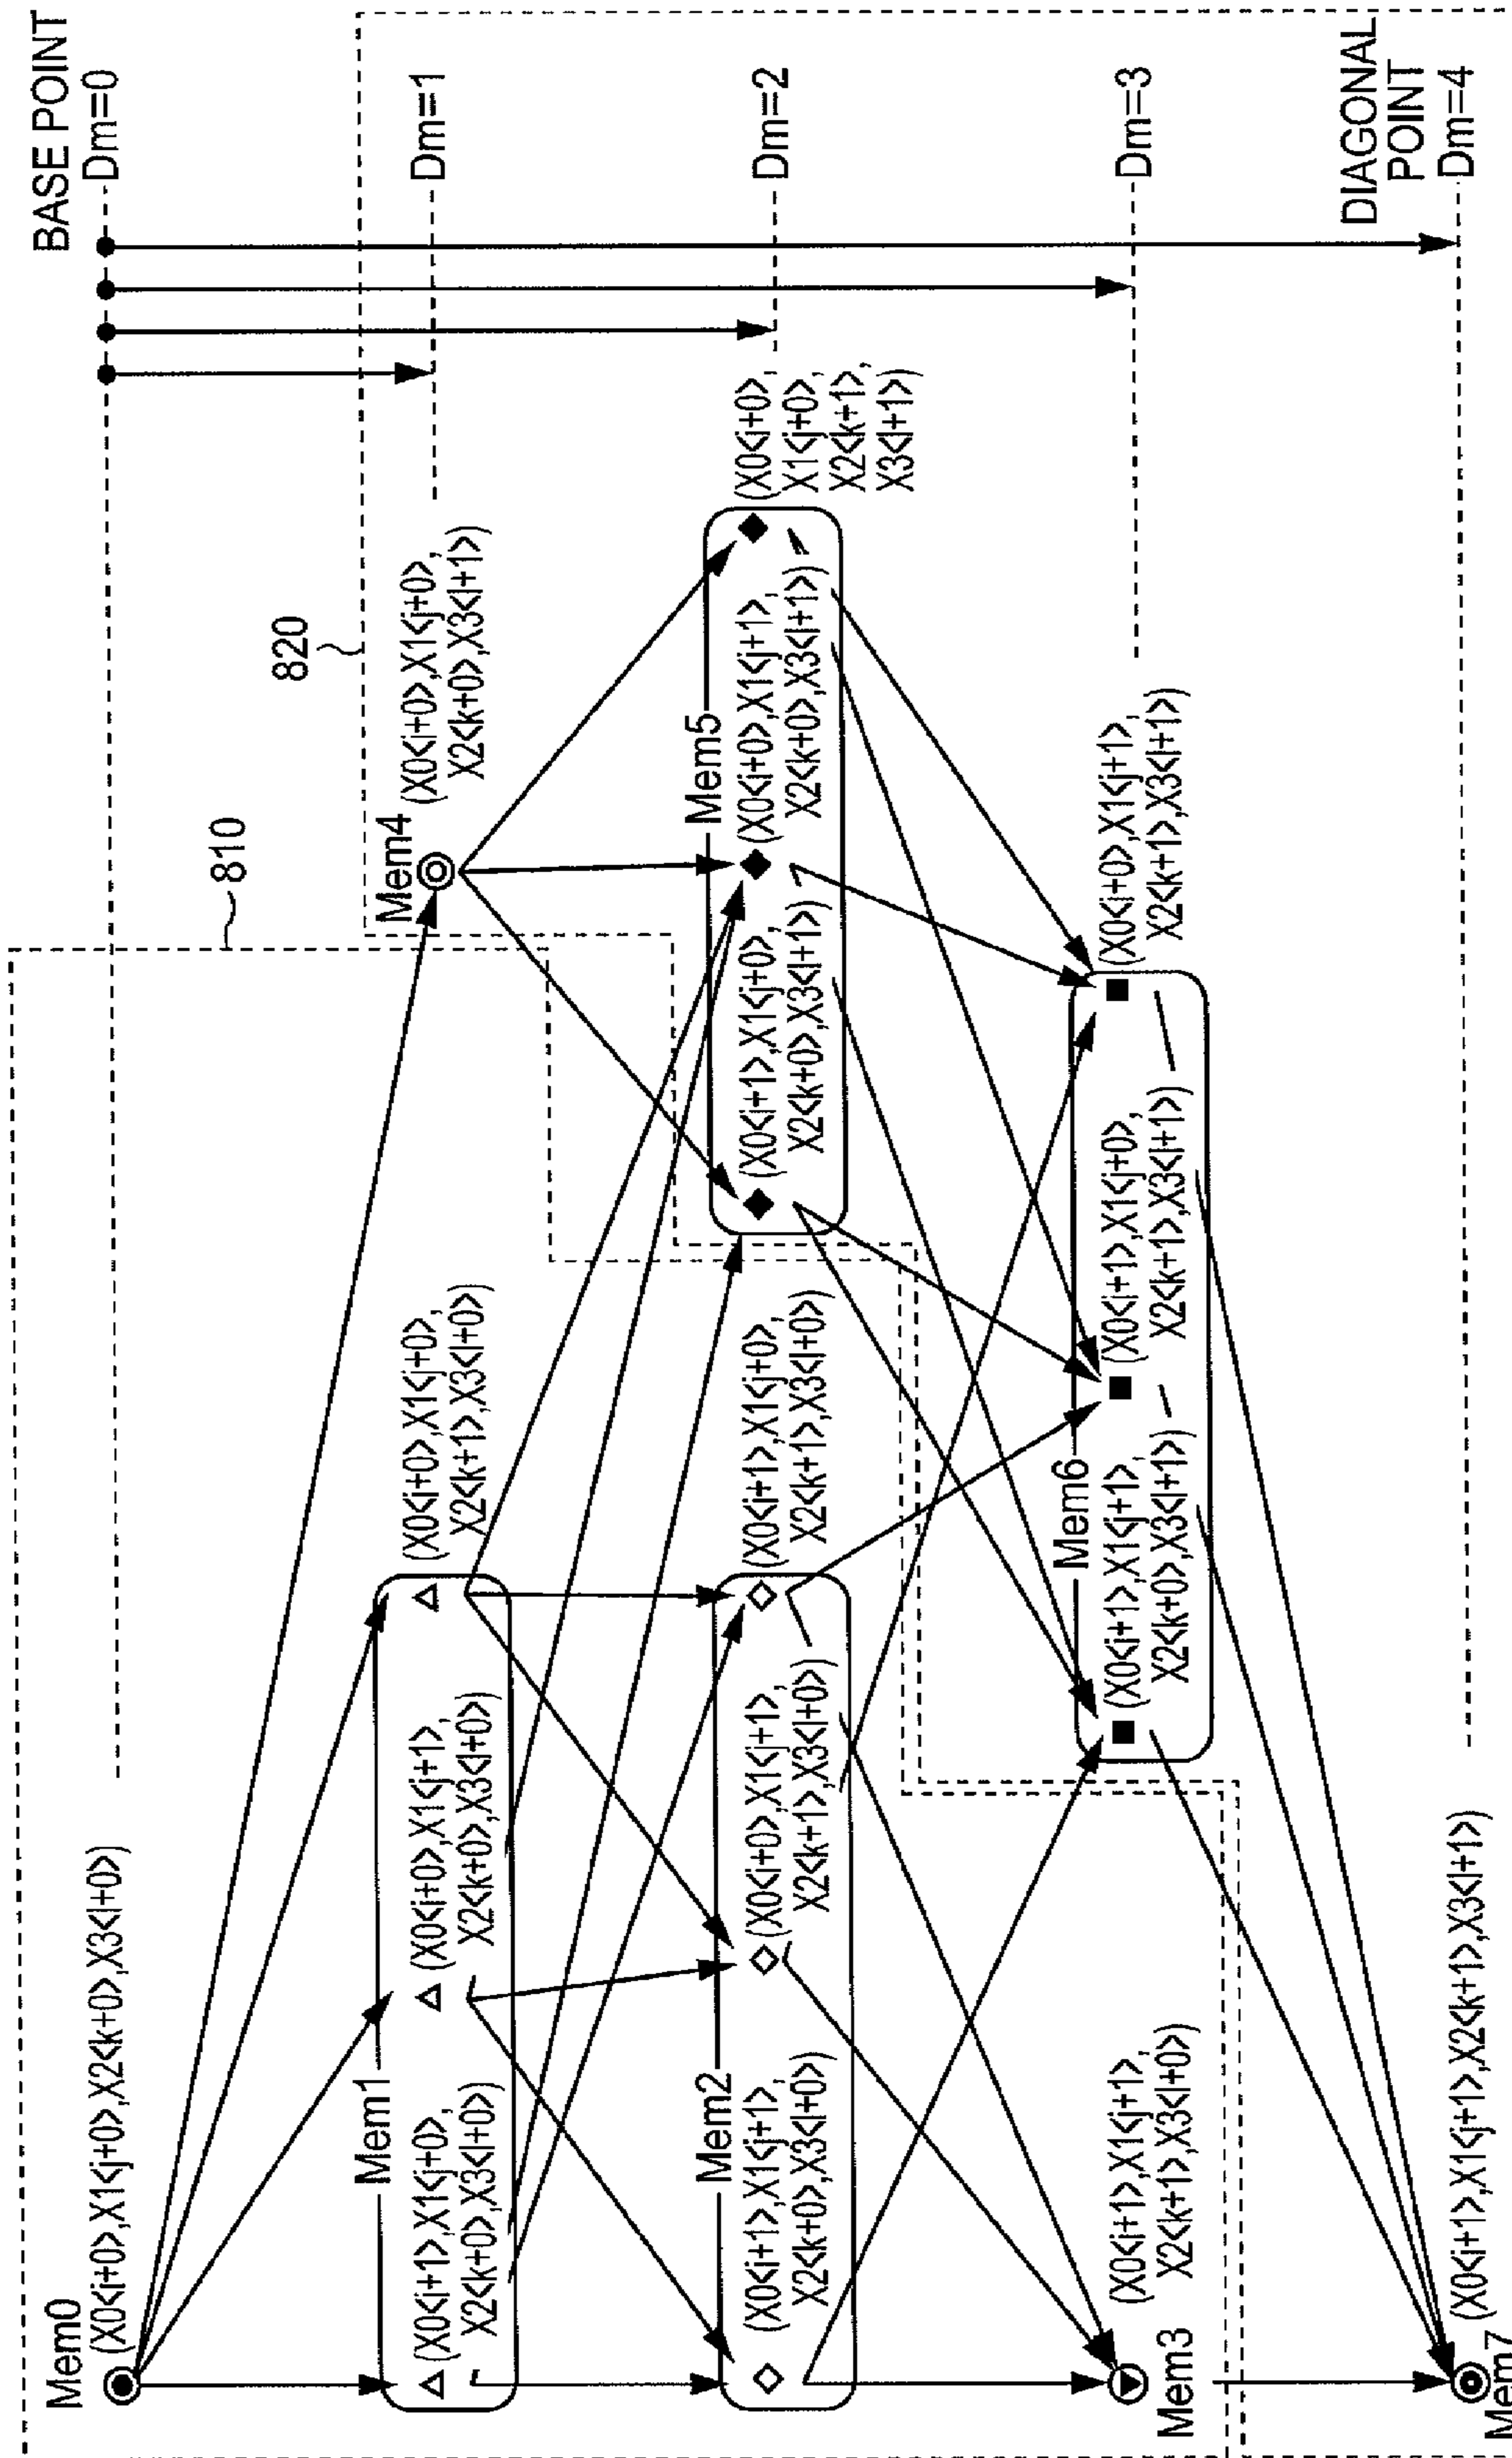 BASE POINT
Dm=0
Mem0
(X0<i+0>,X1<j+0>,X2<k+0>,X3<l+0>)
820
810
Dm=1
Mem1
(X0<i+1>,X1<j+0>,
X2<k+0>,X3<l+0>)
(X0<i+0>,X1<j+1>,
X2<k+0>,X3<l+0>)
(X0<i+0>,X1<j+0>,
X2<k+1>,X3<l+0>)
Mem4
(X0<i+0>,X1<j+0>,
X2<k+0>,X3<l+1>)
Dm=2
Mem2
(X0<i+1>,X1<j+1>,
X2<k+0>,X3<l+0>)
(X0<i+0>,X1<j+1>,
X2<k+1>,X3<l+0>)
(X0<i+1>,X1<j+0>,
X2<k+1>,X3<l+0>)
Mem5
(X0<i+1>,X1<j+0>,
X2<k+0>,X3<l+1>)
(X0<i+0>,X1<j+1>,
X2<k+0>,X3<l+1>)
(X0<i+0>,
X1<j+0>,
X2<k+1>,
X3<l+1>)
Dm=3
Mem3
(X0<i+1>,X1<j+1>,
X2<k+1>,X3<l+0>)
Mem6
(X0<i+1>,X1<j+1>,
X2<k+0>,X3<l+1>)
(X0<i+1>,X1<j+0>,
X2<k+1>,X3<l+1>)
(X0<i+0>,X1<j+1>,
X2<k+1>,X3<l+1>)
DIAGONAL
POINT
Dm=4
Mem7
(X0<i+1>,X1<j+1>,X2<k+1>,X3<l+1>)